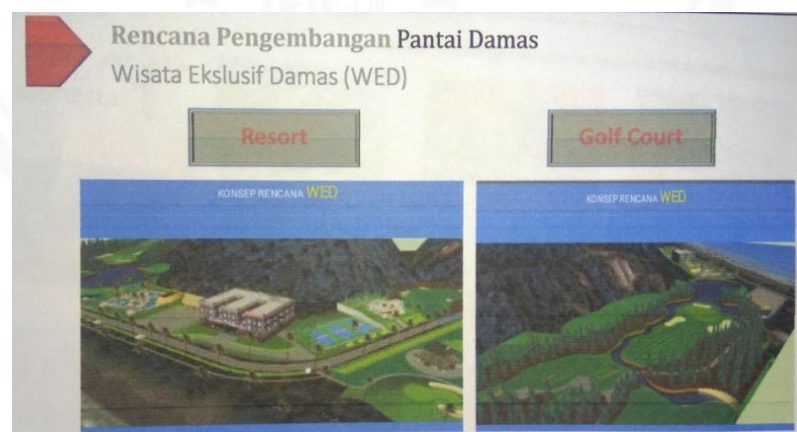 Rencana Pengembangan Pantai Damas
Wisata Ekslusif Damas (WED)
Resort
Golf Court
KONSEP RENCANA WED
KONSEP RENCANA WED